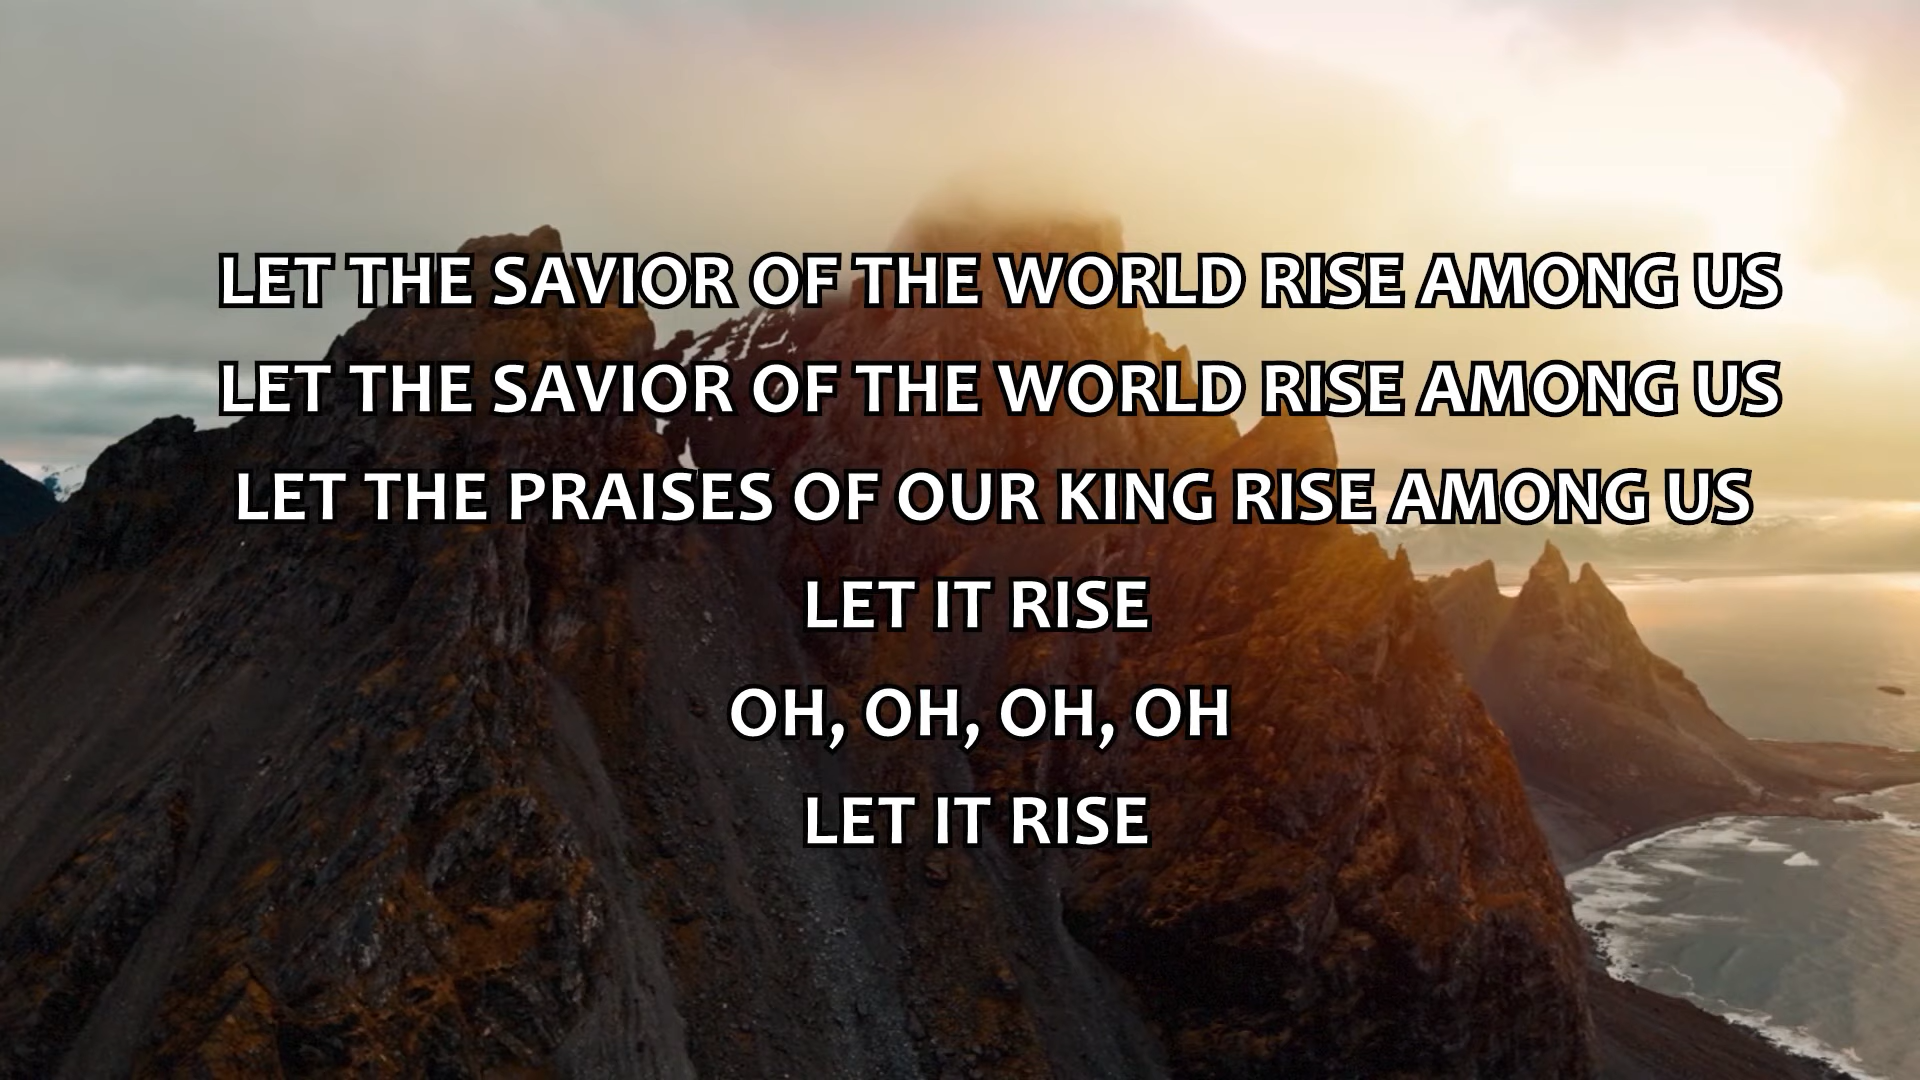 LET THE SAVIOR OF THE WORLD RISE AMONG US
LET THE SAVIOR OF THE WORLD RISE AMONG US
LET THE PRAISES OF OUR KING RISE AMONG US
LET IT RISE
OH, OH, OH, OH
LET IT RISE